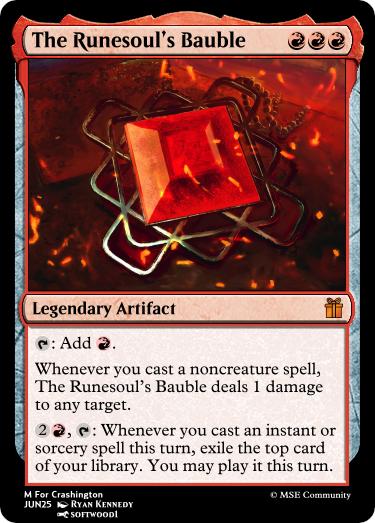 The Runesoul's Bauble
Legendary Artifact
: Add .
Whenever you cast a noncreature spell,
The Runesoul's Bauble deals 1 damage
to any target.
2 , : Whenever you cast an instant or
sorcery spell this turn, exile the top card
of your library. You may play it this turn.
M For Crashington
JUN25 Ryan Kennedy
© MSE Community
softwood1